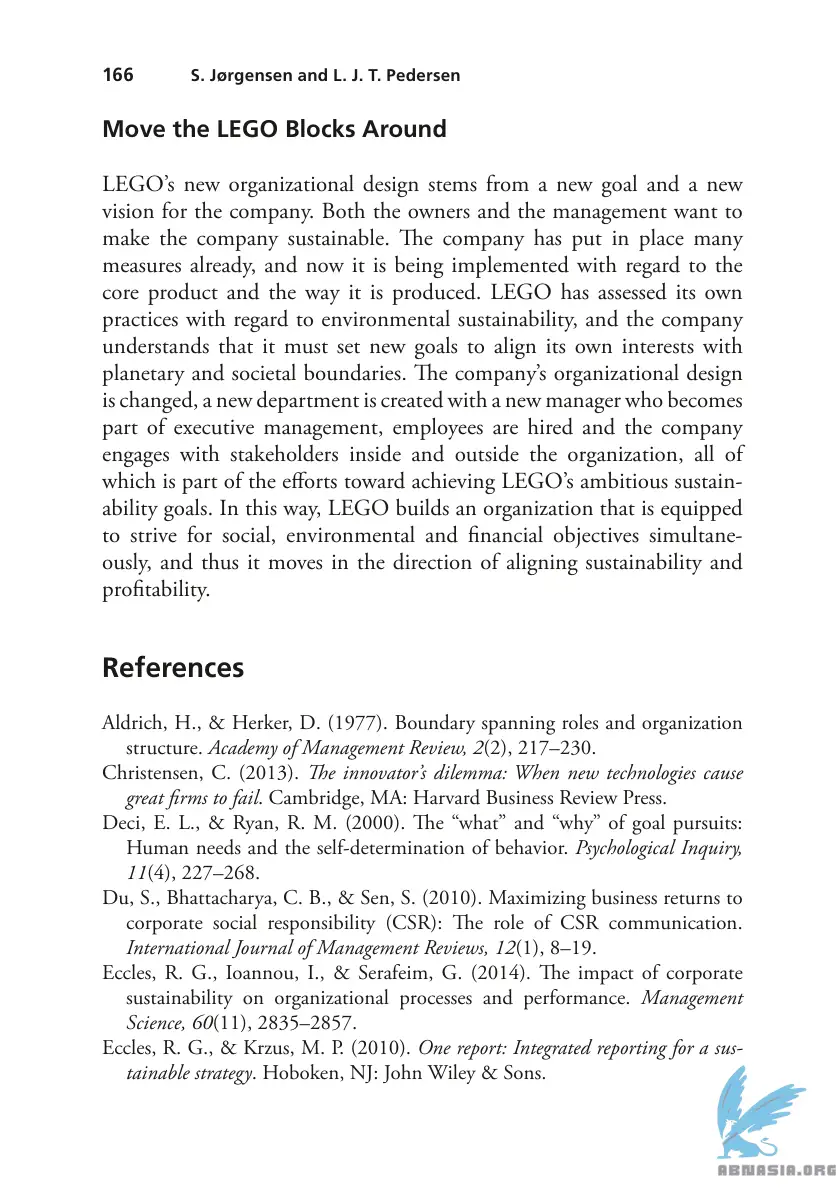 166 S. Jørgensen and L. J. T. Pedersen
Move the LEGO Blocks Around
LEGO’s new organizational design stems from a new goal and a new
vision for the company. Both the owners and the management want to
make the company sustainable. The company has put in place many
measures already, and now it is being implemented with regard to the
core product and the way it is produced. LEGO has assessed its own
practices with regard to environmental sustainability, and the company
understands that it must set new goals to align its own interests with
planetary and societal boundaries. The company’s organizational design
is changed, a new department is created with a new manager who becomes
part of executive management, employees are hired and the company
engages with stakeholders inside and outside the organization, all of
which is part of the efforts toward achieving LEGO’s ambitious sustain-
ability goals. In this way, LEGO builds an organization that is equipped
to strive for social, environmental and financial objectives simultane-
ously, and thus it moves in the direction of aligning sustainability and
profitability.
References
Aldrich, H., & Herker, D. (1977). Boundary spanning roles and organization
structure. Academy of Management Review, 2(2), 217–230.
Christensen, C. (2013). The innovator’s dilemma: When new technologies cause
great firms to fail. Cambridge, MA: Harvard Business Review Press.
Deci, E. L., & Ryan, R. M. (2000). The “what” and “why” of goal pursuits:
Human needs and the self-determination of behavior. Psychological Inquiry,
11(4), 227–268.
Du, S., Bhattacharya, C. B., & Sen, S. (2010). Maximizing business returns to
corporate social responsibility (CSR): The role of CSR communication.
International Journal of Management Reviews, 12(1), 8–19.
Eccles, R. G., Ioannou, I., & Serafeim, G. (2014). The impact of corporate
sustainability on organizational processes and performance. Management
Science, 60(11), 2835–2857.
Eccles, R. G., & Krzus, M. P. (2010). One report: Integrated reporting for a sus-
tainable strategy. Hoboken, NJ: John Wiley & Sons.
ABNASIA.ORG